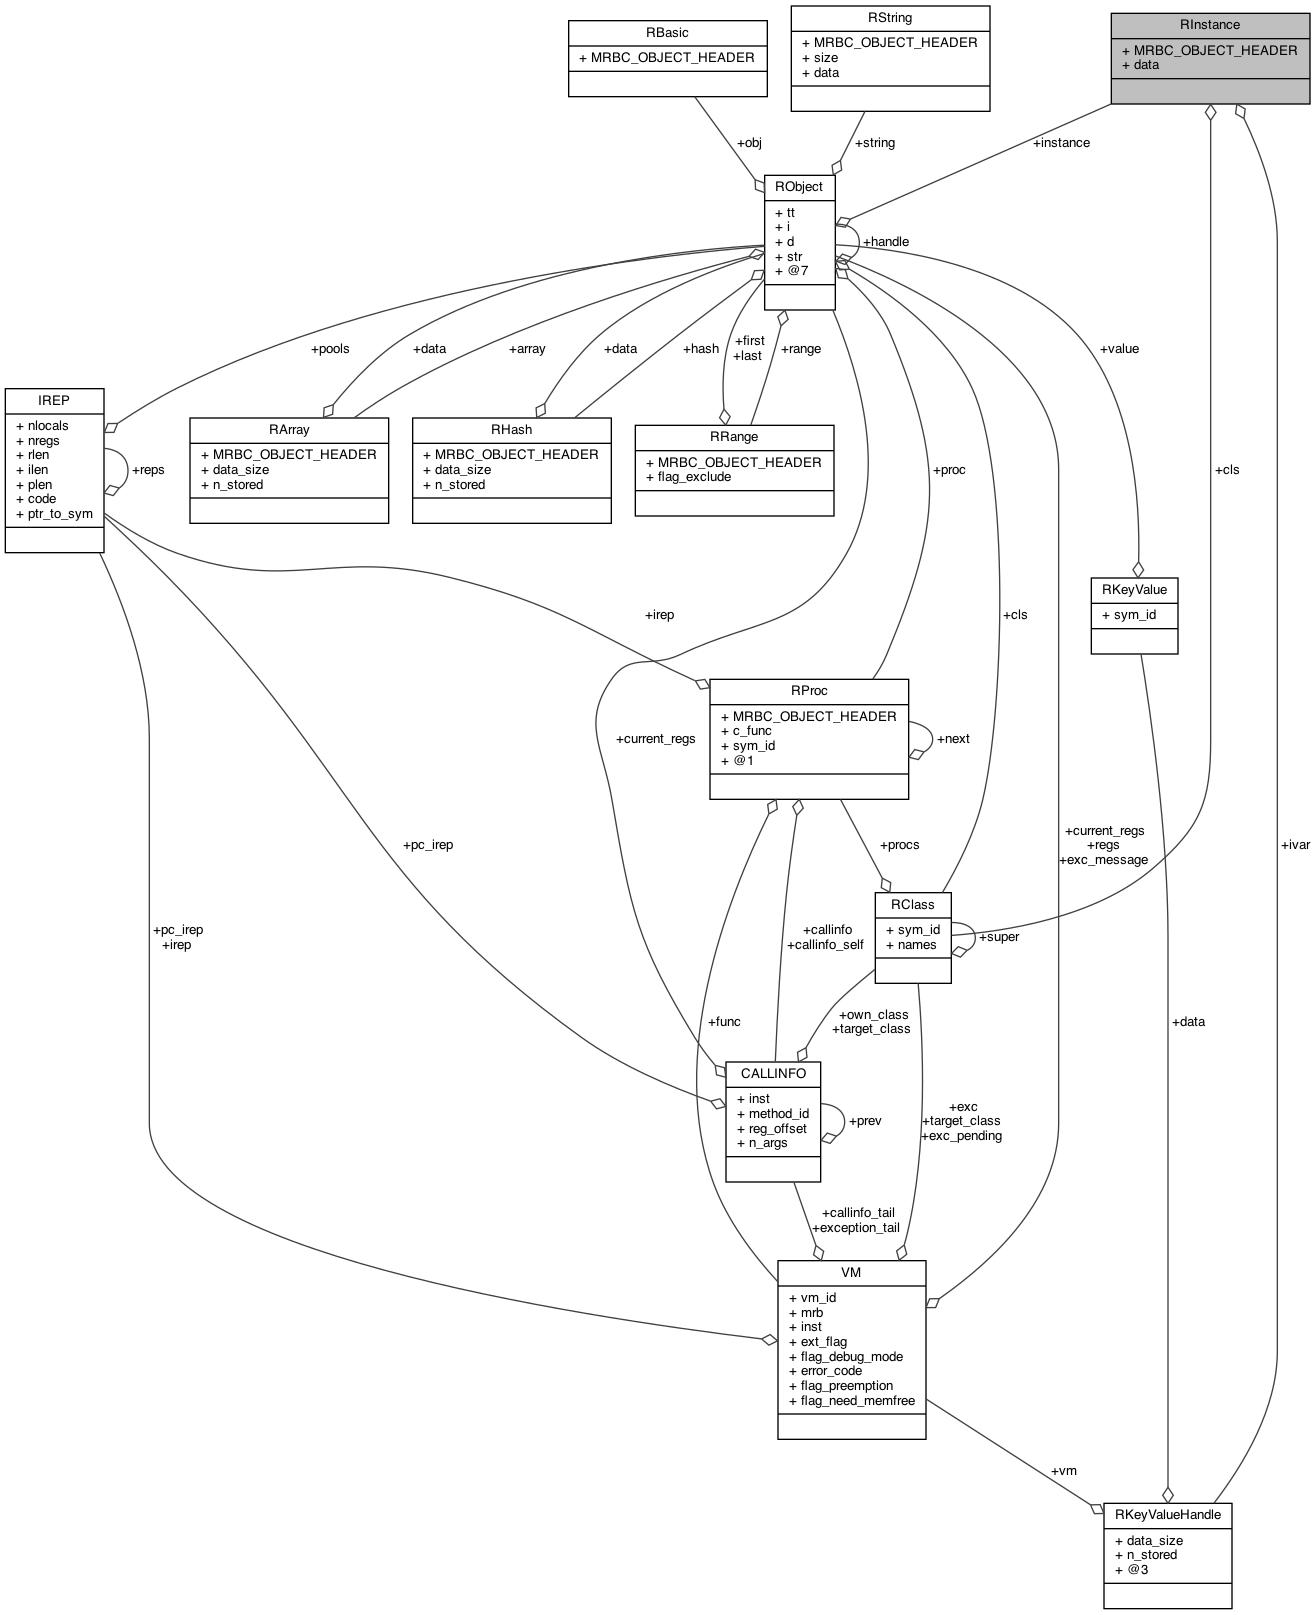 RBasic
+ MRBC_OBJECT_HEADER
RString
+ MRBC_OBJECT_HEADER
+ size
+ data
RInstance
+ MRBC_OBJECT_HEADER
+ data
+obj
+string
+instance
RObject
+ tt
+ i
+ d
+ str
+ @7
+handle
+pools
+data
+array
+data
+hash
+first
+last
+range
+value
IREP
+ nlocals
+ nregs
+ rlen
+ ilen
+ plen
+ code
+ ptr_to_sym
+reps
RArray
+ MRBC_OBJECT_HEADER
+ data_size
+ n_stored
RHash
+ MRBC_OBJECT_HEADER
+ data_size
+ n_stored
RRange
+ MRBC_OBJECT_HEADER
+ flag_exclude
+proc
+cls
+irep
+cls
RKeyValue
+ sym_id
RProc
+ MRBC_OBJECT_HEADER
+ c_func
+ sym_id
+ @1
+next
+current_regs
+pc_irep
+procs
+current_regs
+regs
+exc_message
+ivar
RClass
+ sym_id
+ names
+super
+pc_irep
+irep
+callinfo
+callinfo_self
+func
+own_class
+target_class
+data
CALLINFO
+ inst
+ method_id
+ reg_offset
+ n_args
+prev
+exc
+target_class
+exc_pending
+callinfo_tail
+exception_tail
VM
+ vm_id
+ mrb
+ inst
+ ext_flag
+ flag_debug_mode
+ error_code
+ flag_preemption
+ flag_need_memfree
+vm
RKeyValueHandle
+ data_size
+ n_stored
+ @3